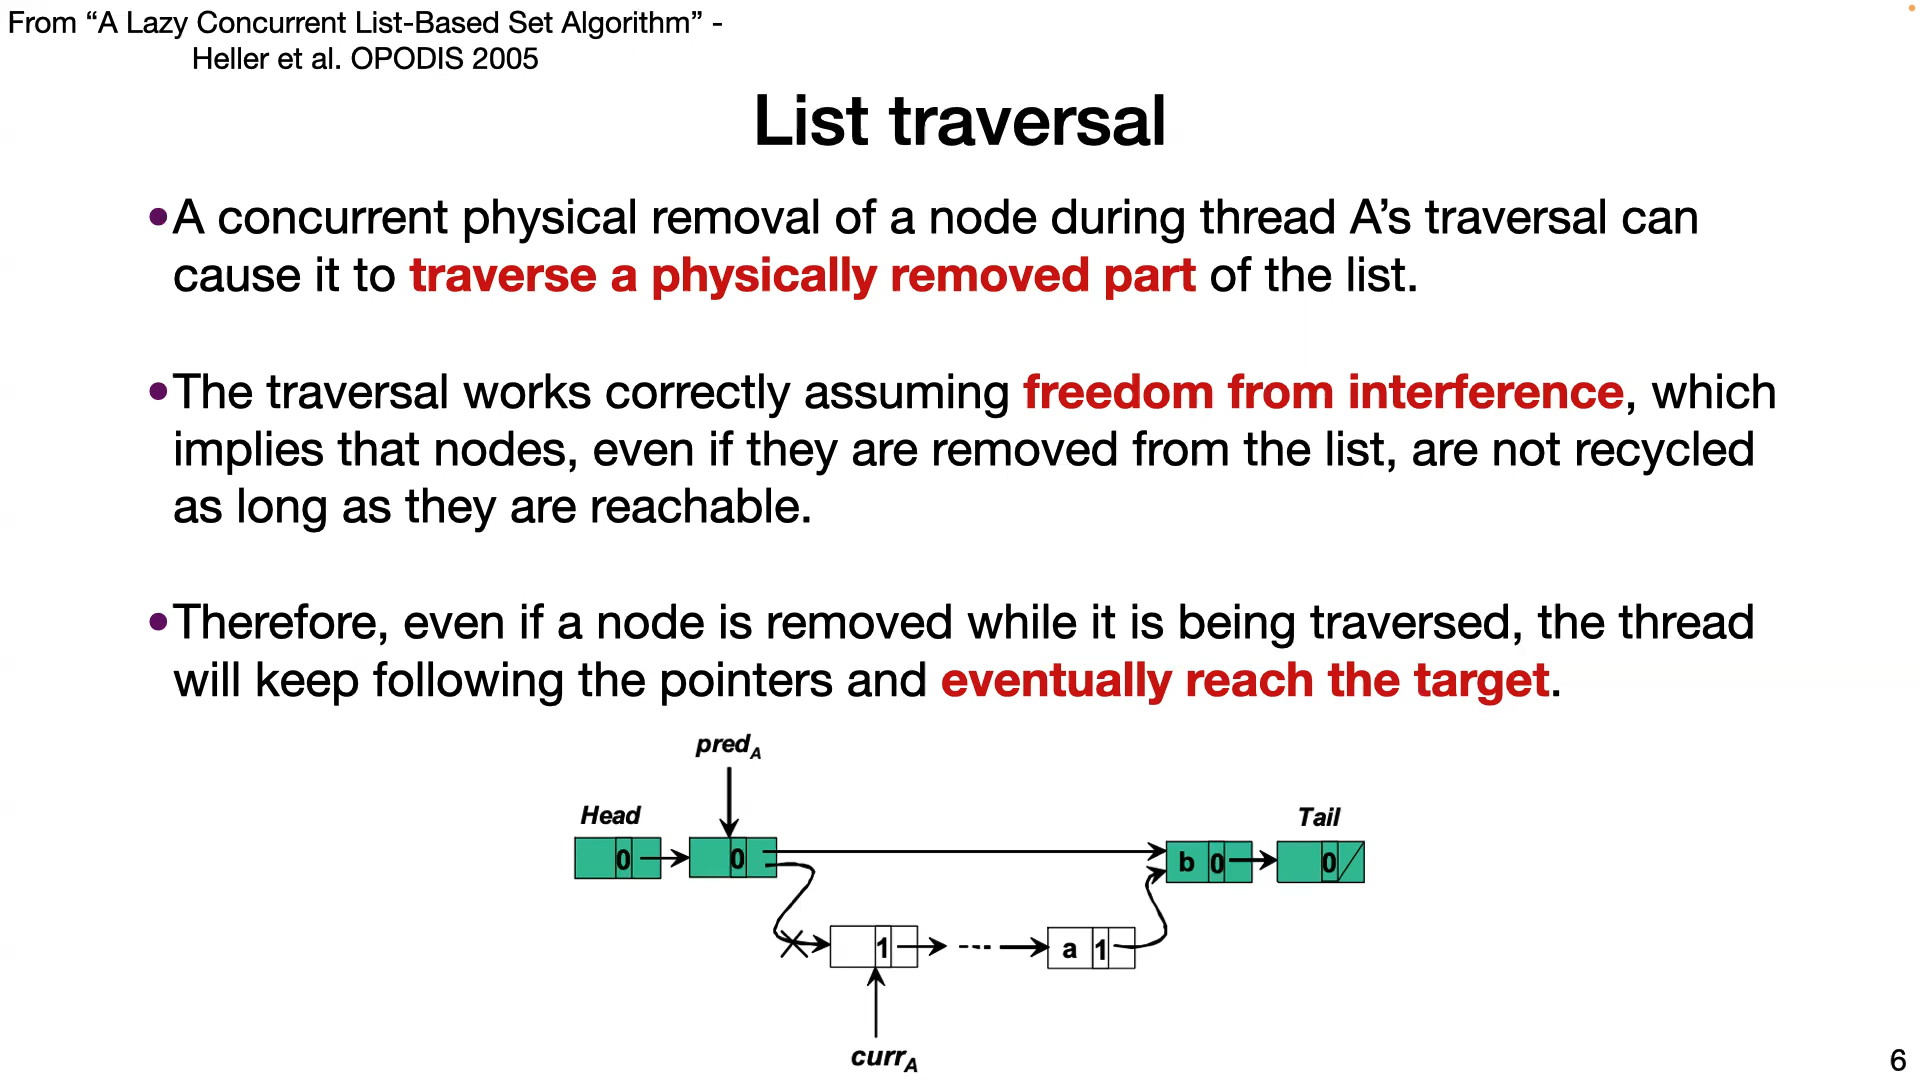 From “A Lazy Concurrent List-Based Set Algorithm” -
Heller et al. OPODIS 2005
List traversal
•A concurrent physical removal of a node during thread A’s traversal can
cause it to traverse a physically removed part of the list.
•The traversal works correctly assuming freedom from interference, which
implies that nodes, even if they are removed from the list, are not recycled
as long as they are reachable.
•Therefore, even if a node is removed while it is being traversed, the thread
will keep following the pointers and eventually reach the target.
predA
Head
Tail
0
0
b 0
0
1
a 1
currA
6